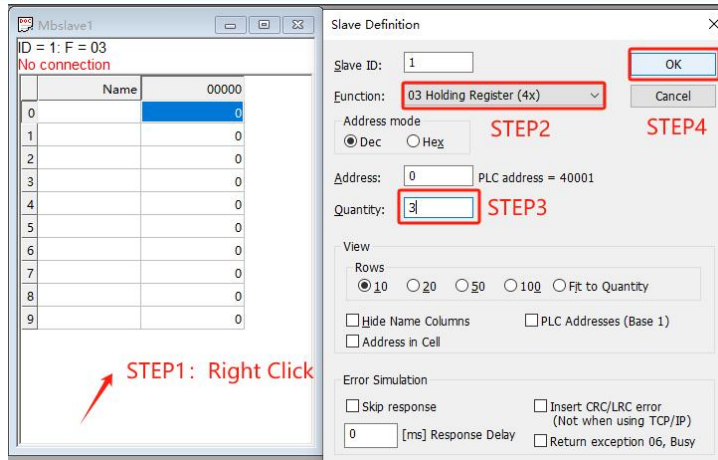 Mbslave1
ID = 1: F = 03
No connection
Name 00000
0 0
1 0
2 0
3 0
4 0
5 0
6 0
7 0
8 0
9 0
STEP1: Right Click
Slave Definition
Slave ID: 1
OK
Function: 03 Holding Register (4x)
Cancel
Address mode
Dec Hex
STEP2
STEP4
Address: 0 PLC address = 40001
Quantity: 3
STEP3
View
Rows
10 20 50 100 Fit to Quantity
Hide Name Columns PLC Addresses (Base 1)
Address in Cell
Error Simulation
Skip response Insert CRC/LRC error
(Not when using TCP/IP)
0 [ms] Response Delay Return exception 06, Busy